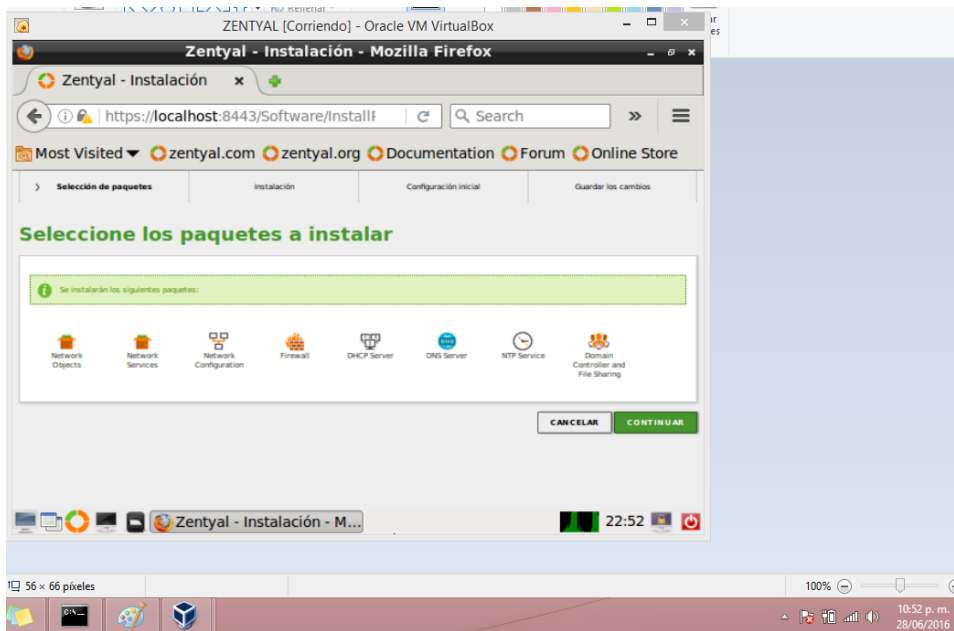 Rellenar
ZENTYAL [Corriendo] - Oracle VM VirtualBox
Zentyal - Instalación - Mozilla Firefox
Zentyal - Instalación
https://localhost:8443/Software/Install
Search
Most Visited
zentyal.com
zentyal.org
Documentation
Forum
Online Store
Selección de paquetes
Instalación
Configuración inicial
Guardar los cambios
Seleccione los paquetes a instalar
Se instalarán los siguientes paquetes:
Network Objects
Network Services
Network Configuration
Firewall
DHCP Server
DNS
DNS Server
NTP Service
Domain Controller and File Sharing
CANCELAR
CONTINUAR
Zentyal - Instalación - M...
22:52
56 × 66 píxeles
100%
10:52 p. m.
28/06/2016